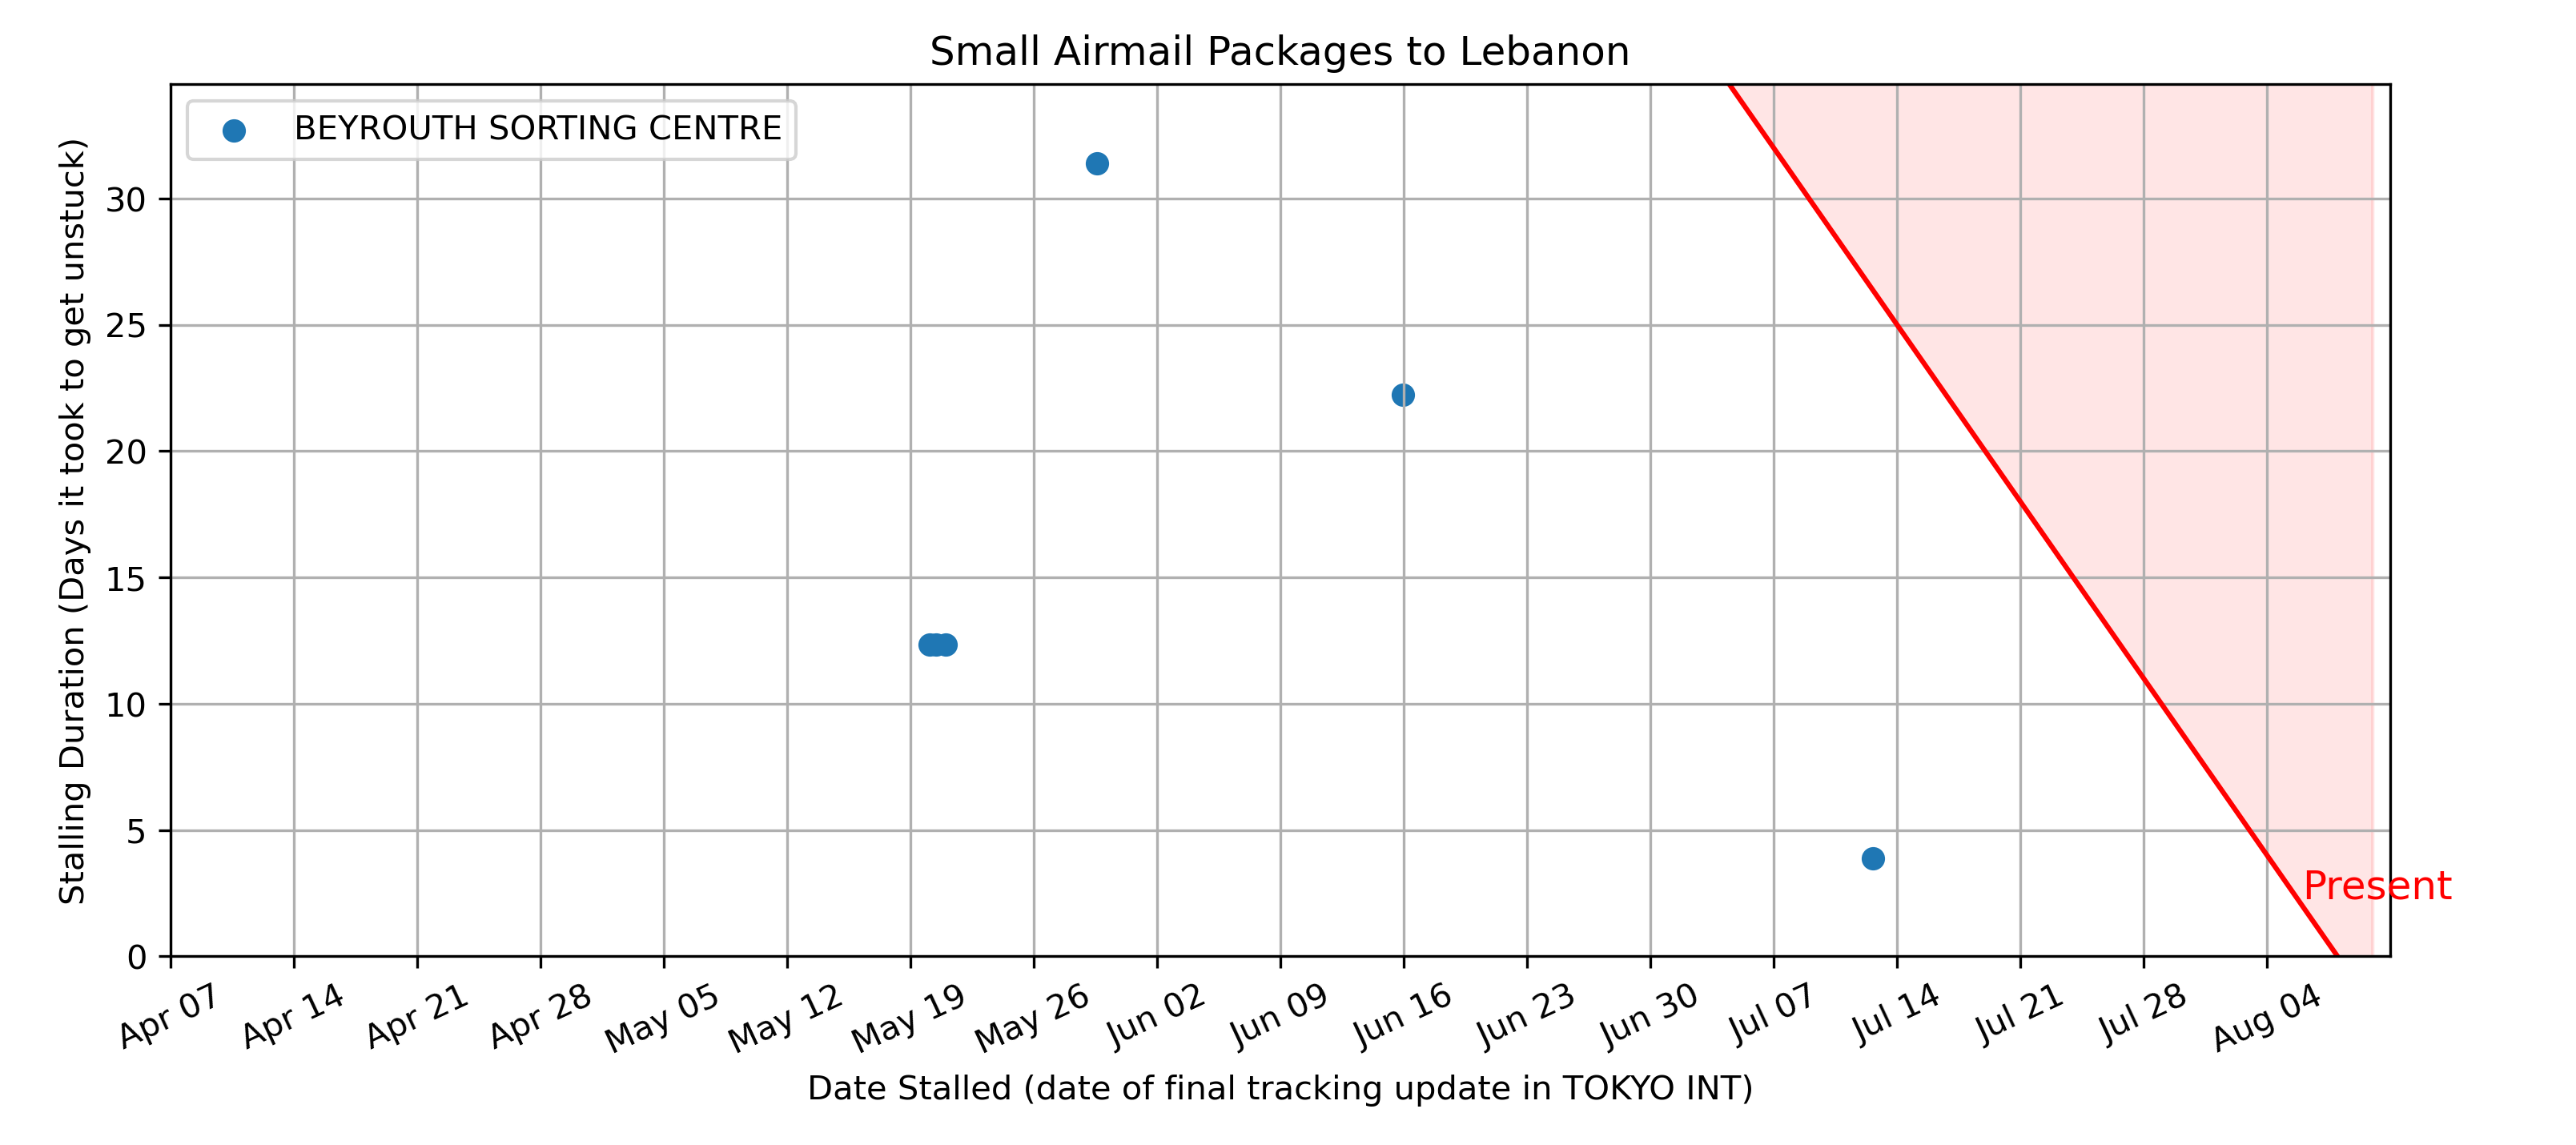 Small Airmail Packages to Lebanon
BEYROUTH SORTING CENTRE
Stalling Duration (Days it took to get unstuck)
30
25
20
15
10
5
0
Present
Apr 07
Apr 14
Apr 21
Apr 28
May 05
May 12
May 19
May 26
Jun 02
Jun 09
Jun 16
Jun 23
Jun 30
Jul 07
Jul 14
Jul 21
Jul 28
Aug 04
Date Stalled (date of final tracking update in TOKYO INT)